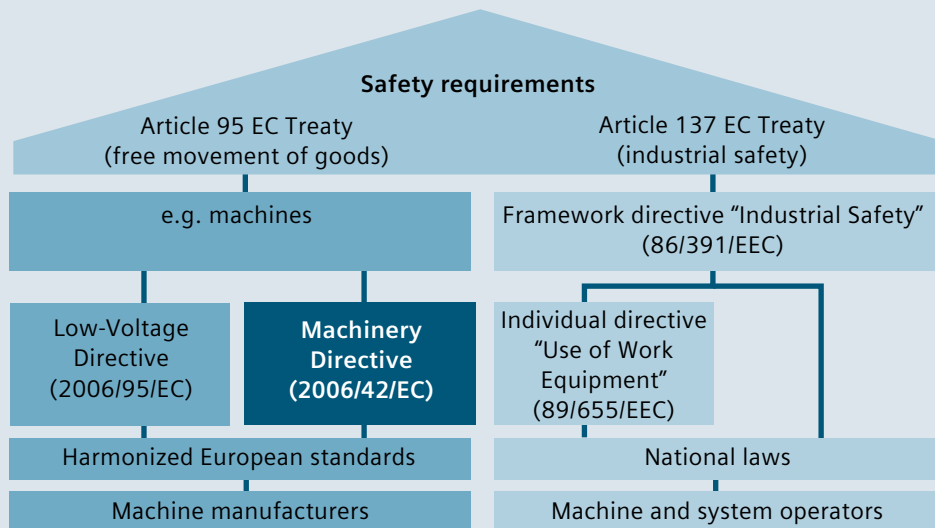 Safety requirements
Article 95 EC Treaty
(free movement of goods)
Article 137 EC Treaty
(industrial safety)
e.g. machines
Framework directive “Industrial Safety”
(86/391/EEC)
Low-Voltage
Directive
(2006/95/EC)
Machinery
Directive
(2006/42/EC)
Individual directive
“Use of Work
Equipment”
(89/655/EEC)
Harmonized European standards
National laws
Machine manufacturers
Machine and system operators